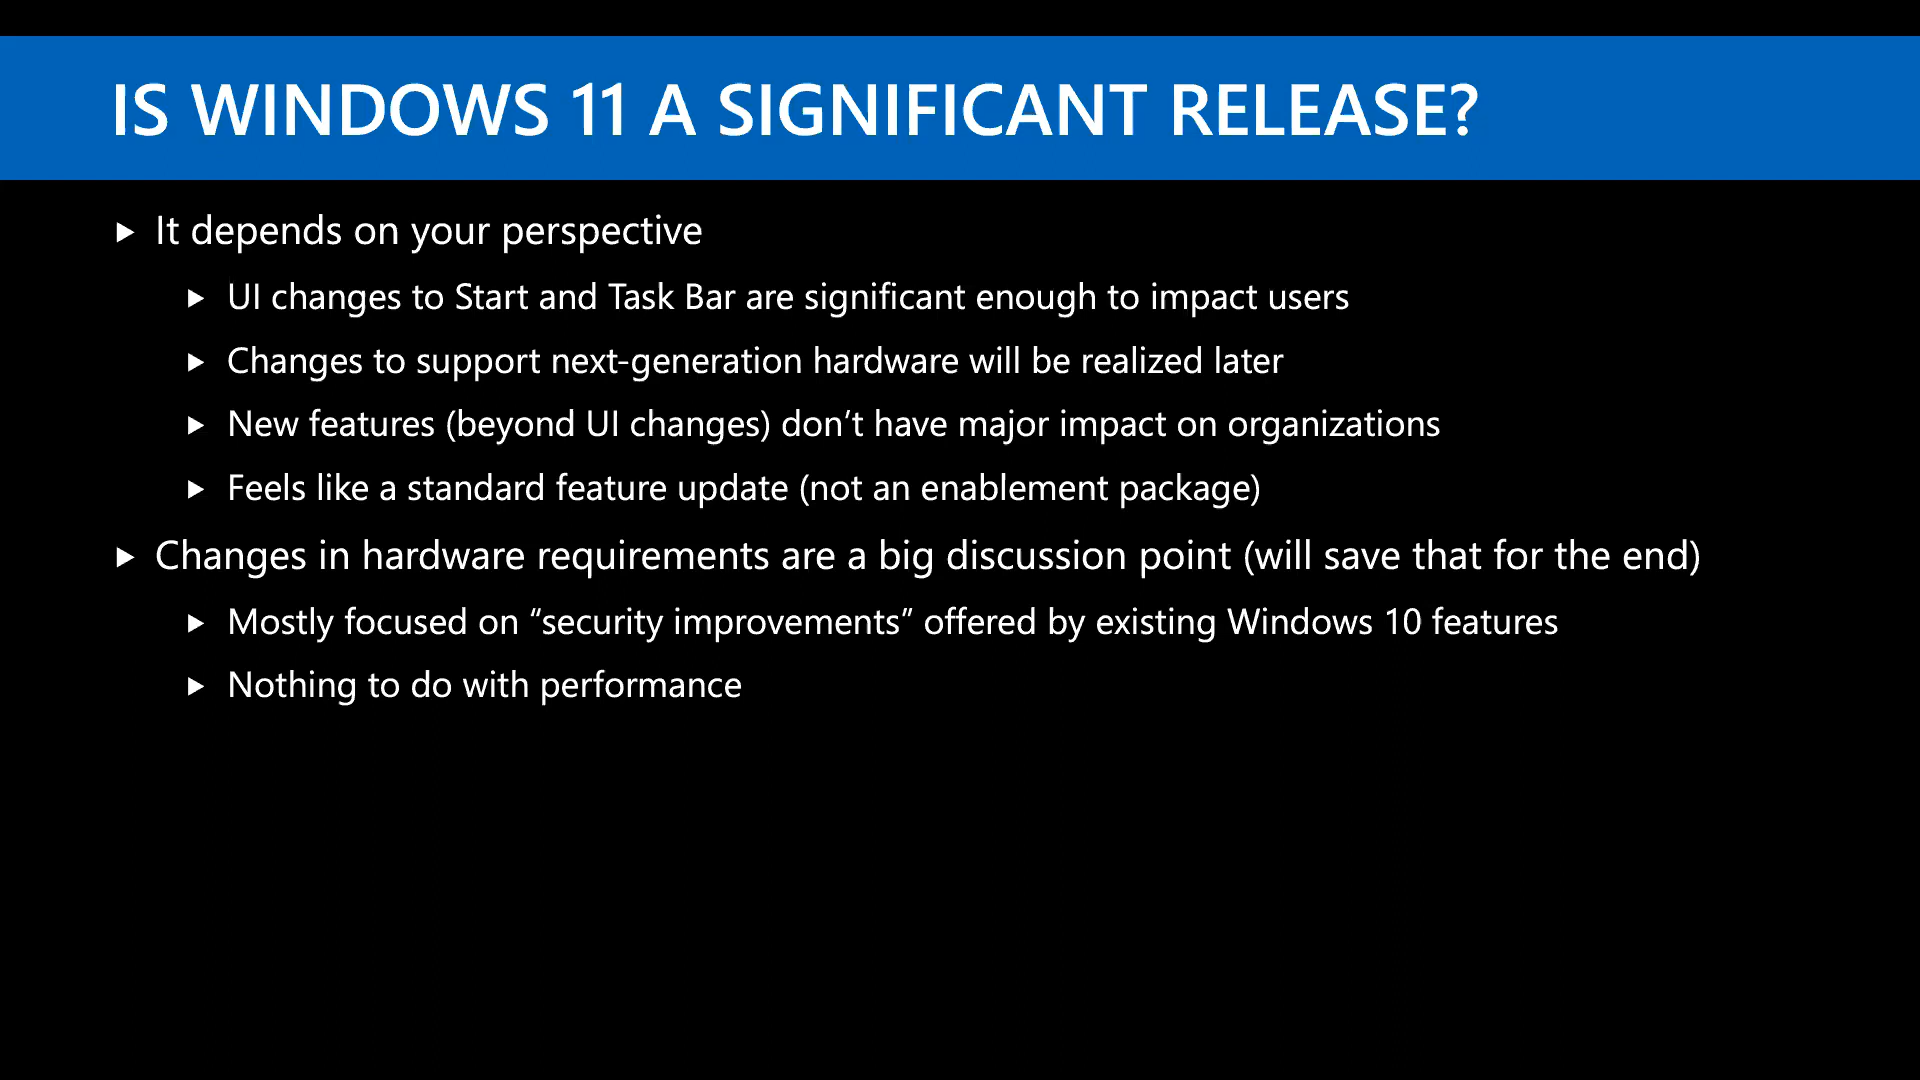 IS WINDOWS 11 A SIGNIFICANT RELEASE?
It depends on your perspective
UI changes to Start and Task Bar are significant enough to impact users
Changes to support next-generation hardware will be realized later
New features (beyond UI changes) don’t have major impact on organizations
Feels like a standard feature update (not an enablement package)
Changes in hardware requirements are a big discussion point (will save that for the end)
Mostly focused on “security improvements” offered by existing Windows 10 features
Nothing to do with performance